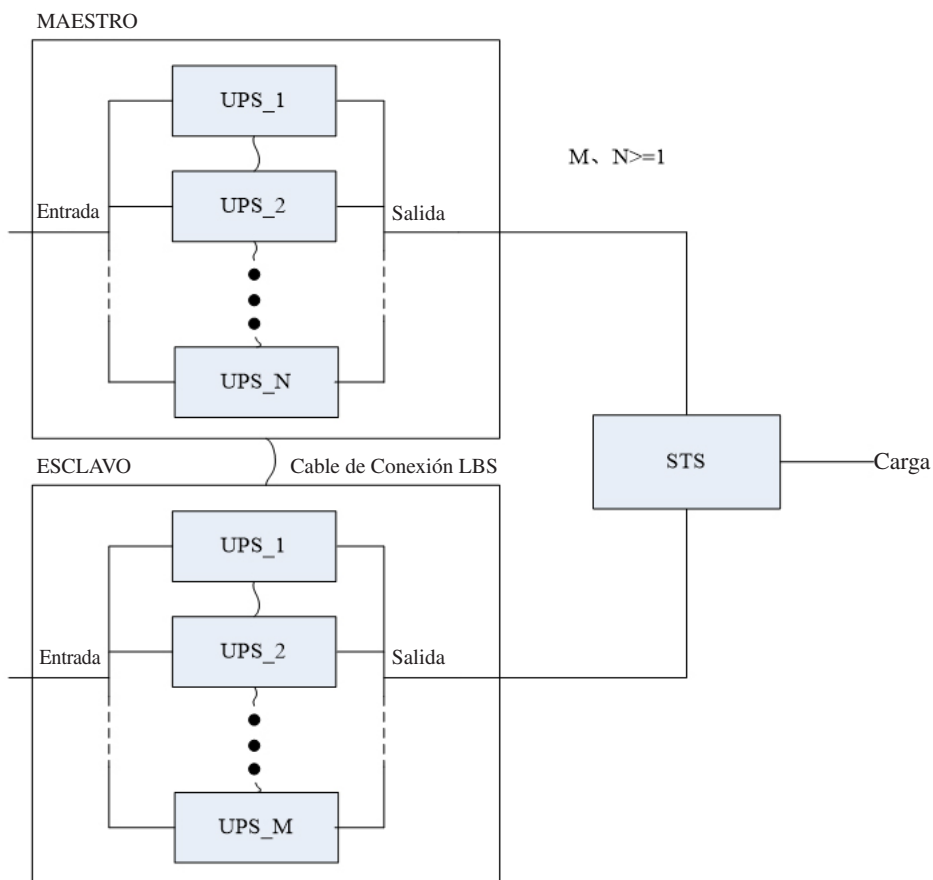 MAESTRO
UPS_1
M、N>=1
UPS_2
Entrada
Salida
UPS_N
STS
Carga
ESCLAVO
Cable de Conexión LBS
UPS_1
UPS_2
Entrada
Salida
UPS_M